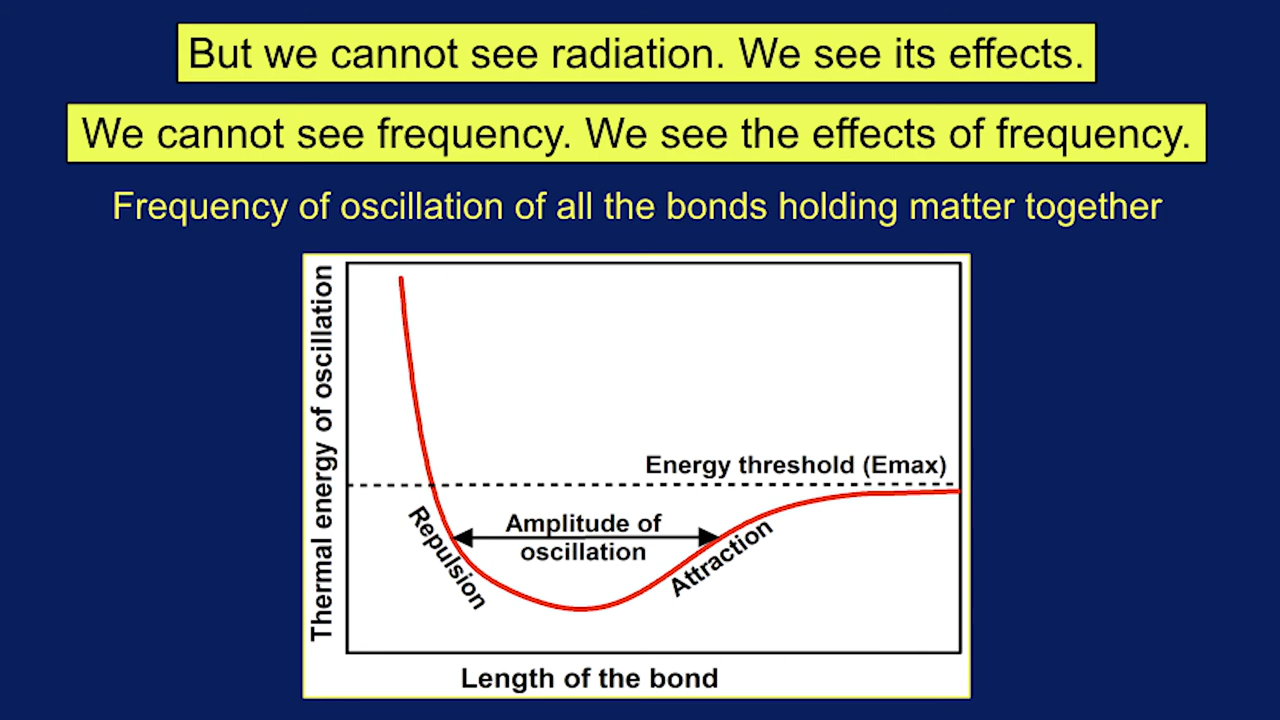 But we cannot see radiation. We see its effects.
We cannot see frequency. We see the effects of frequency.
Frequency of oscillation of all the bonds holding matter together
Thermal energy of oscillation
Energy threshold (Emax)
Amplitude of
oscillation
Repulsion
Attraction
Length of the bond